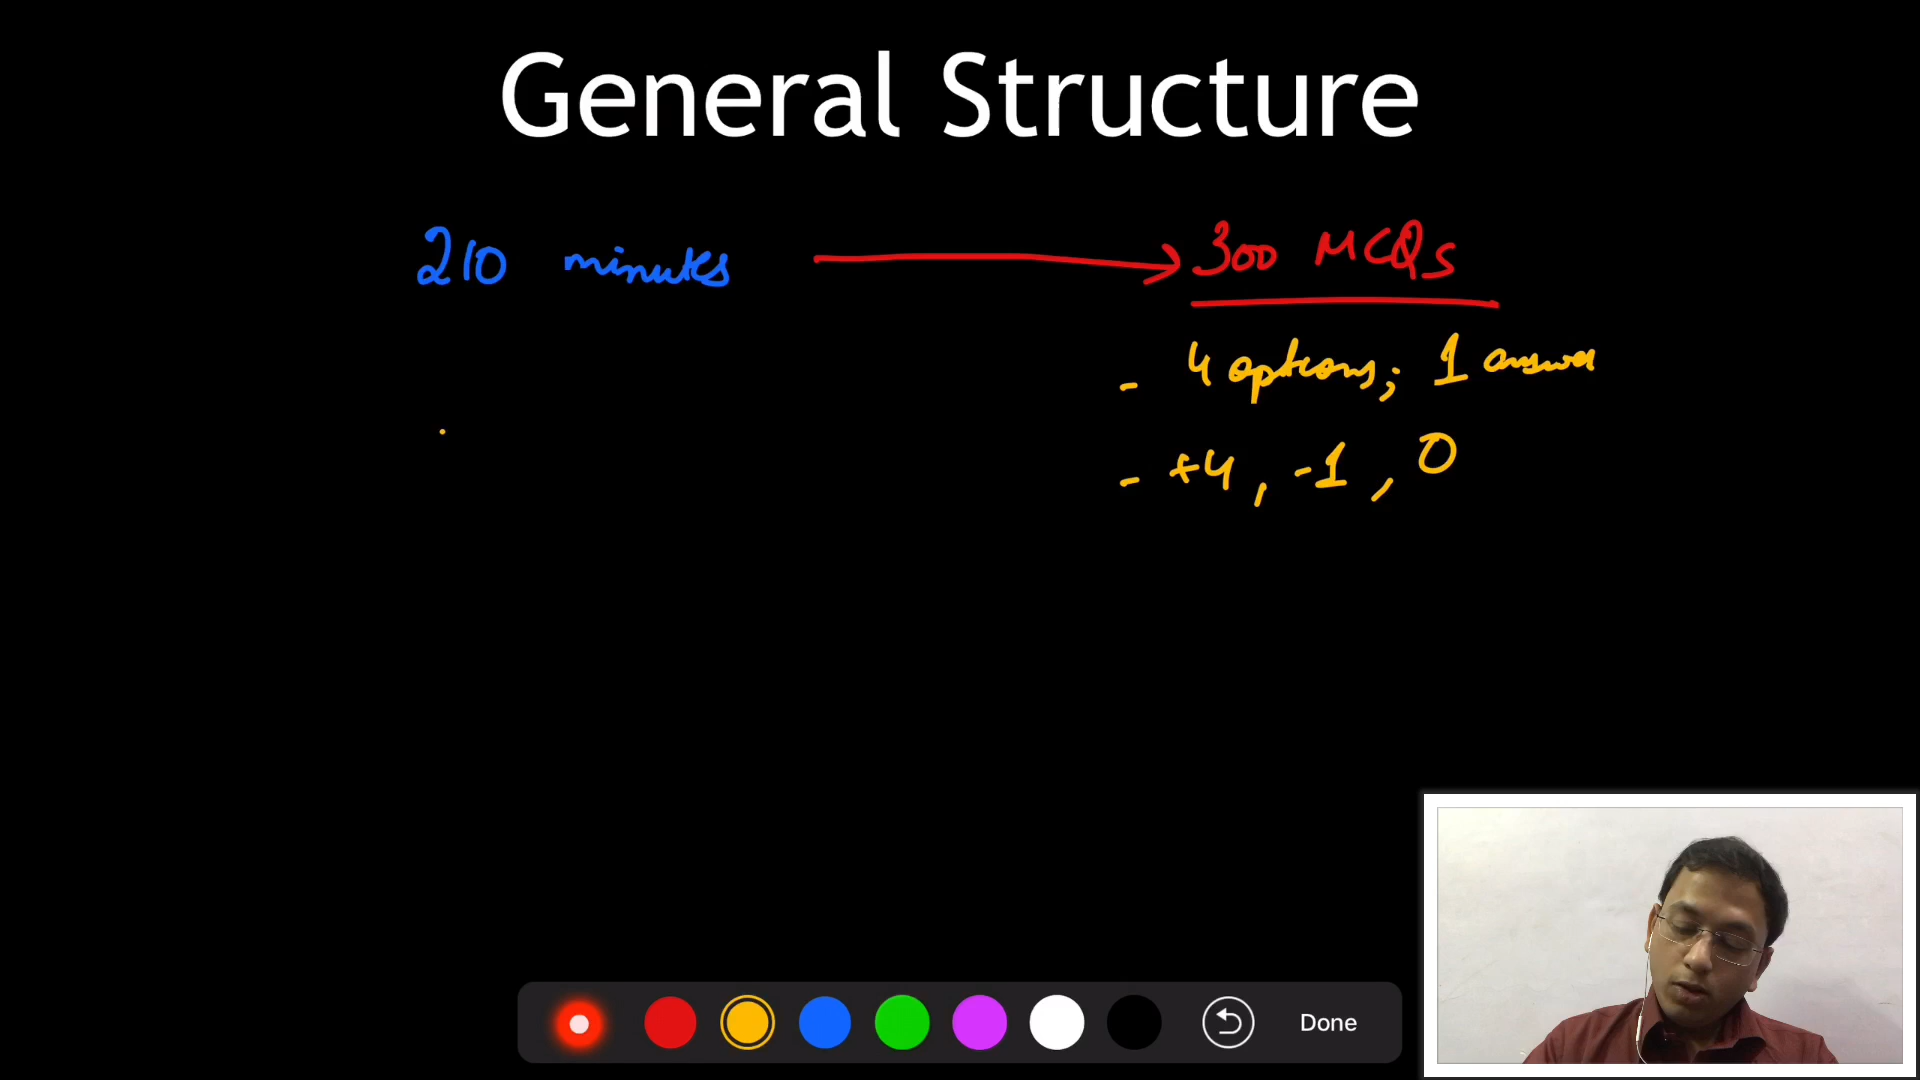 General Structure
210 minutes → 300 MCQs
- 4 options; 1 answer
- +4, -1, 0
Done